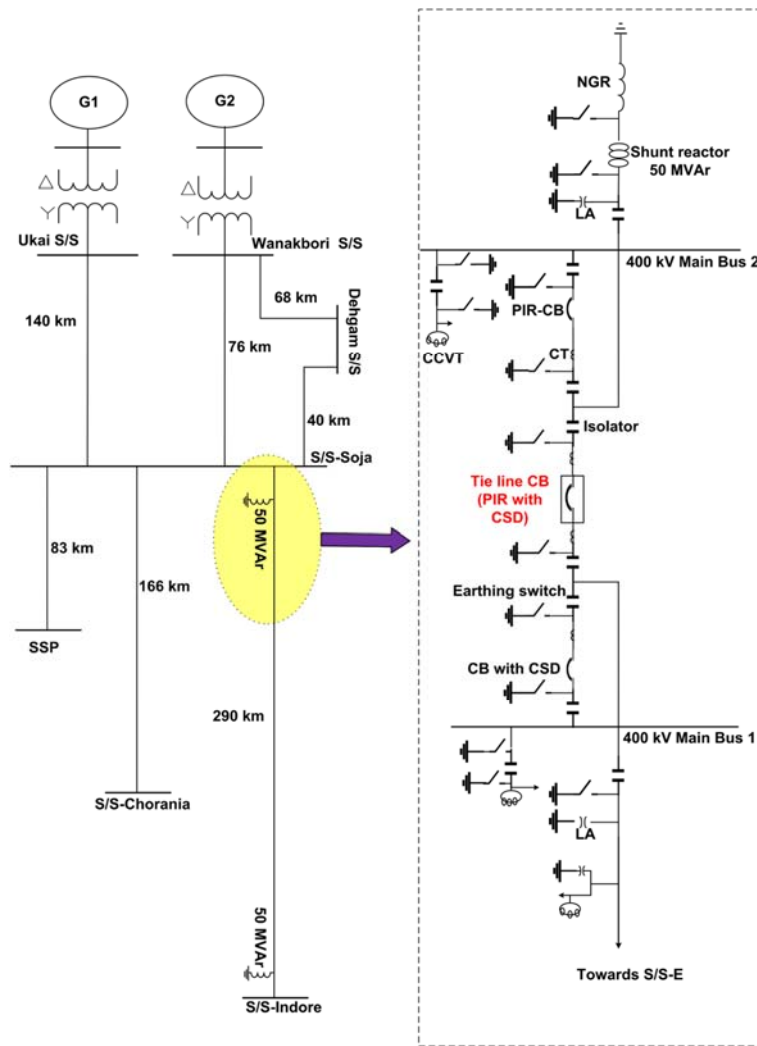 G1
G2
Ukai S/S
Wanakbori S/S
140 km
68 km
76 km
Dehgam S/S
40 km
S/S-Soja
50 MVAr
83 km
166 km
SSP
290 km
S/S-Chorania
50 MVAr
S/S-Indore
NGR
Shunt reactor
50 MVAr
LA
400 kV Main Bus 2
PIR-CB
CCVT
CT
Isolator
Tie line CB
(PIR with
CSD)
Earthing switch
CB with CSD
400 kV Main Bus 1
LA
Towards S/S-E